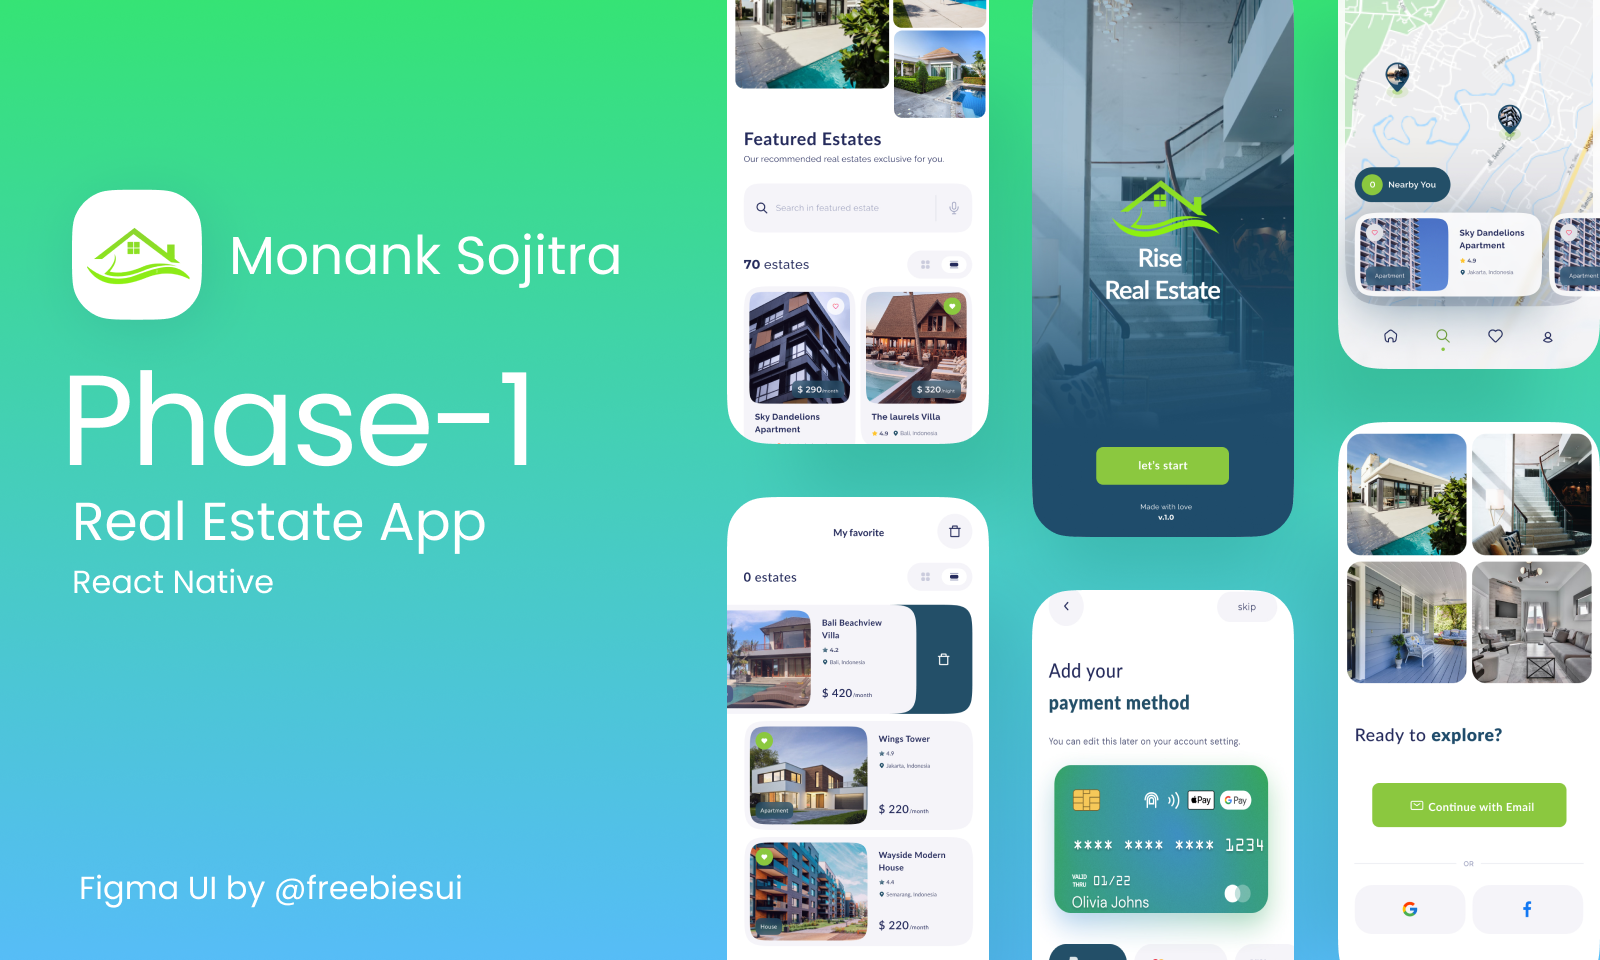 Monank Sojitra
Phase-1
Real Estate App
React Native
Figma UI by @freebiesui
Featured Estates
Our recommended real estates exclusive for you.
Search in featured estate
70 estates
$ 290/month
Sky Dandelions
Apartment
$ 320/night
The laurels Villa
4.9 Bali, Indonesia
My favorite
0 estates
Bali Beachview
Villa
4.2
Bali, Indonesia
$ 420/month
Wings Tower
4.9
Jakarta, Indonesia
Apartment
$ 220/month
Wayside Modern
House
4.4
Semarang, Indonesia
House
$ 220/month
Rise
Real Estate
let's start
Made with love
v.1.0
skip
Add your
payment method
You can edit this later on your account setting.
Pay
G Pay
**** **** **** 1234
VALID
THRU 01/22
Olivia Johns
0 Nearby You
Sky Dandelions
Apartment
4.9
Jakarta, Indonesia
Apartment
Apartment
Ready to explore?
Continue with Email
OR